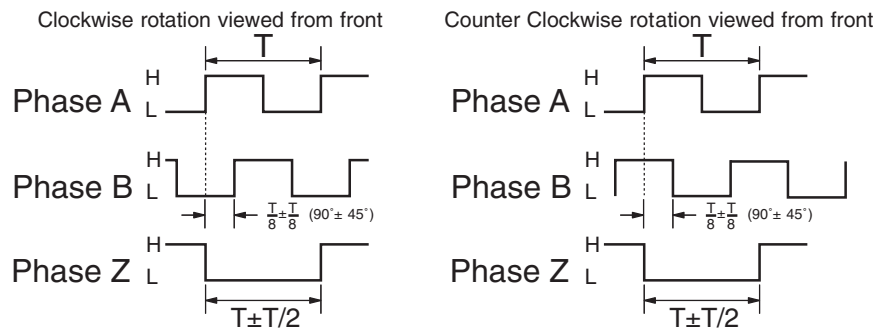 Clockwise rotation viewed from front
T
H
Phase A L
H
Phase B L
T/8±T/8 (90°± 45°)
H
Phase Z L
T±T/2
Counter Clockwise rotation viewed from front
T
H
Phase A L
H
Phase B L
T/8±T/8 (90°± 45°)
H
Phase Z L
T±T/2